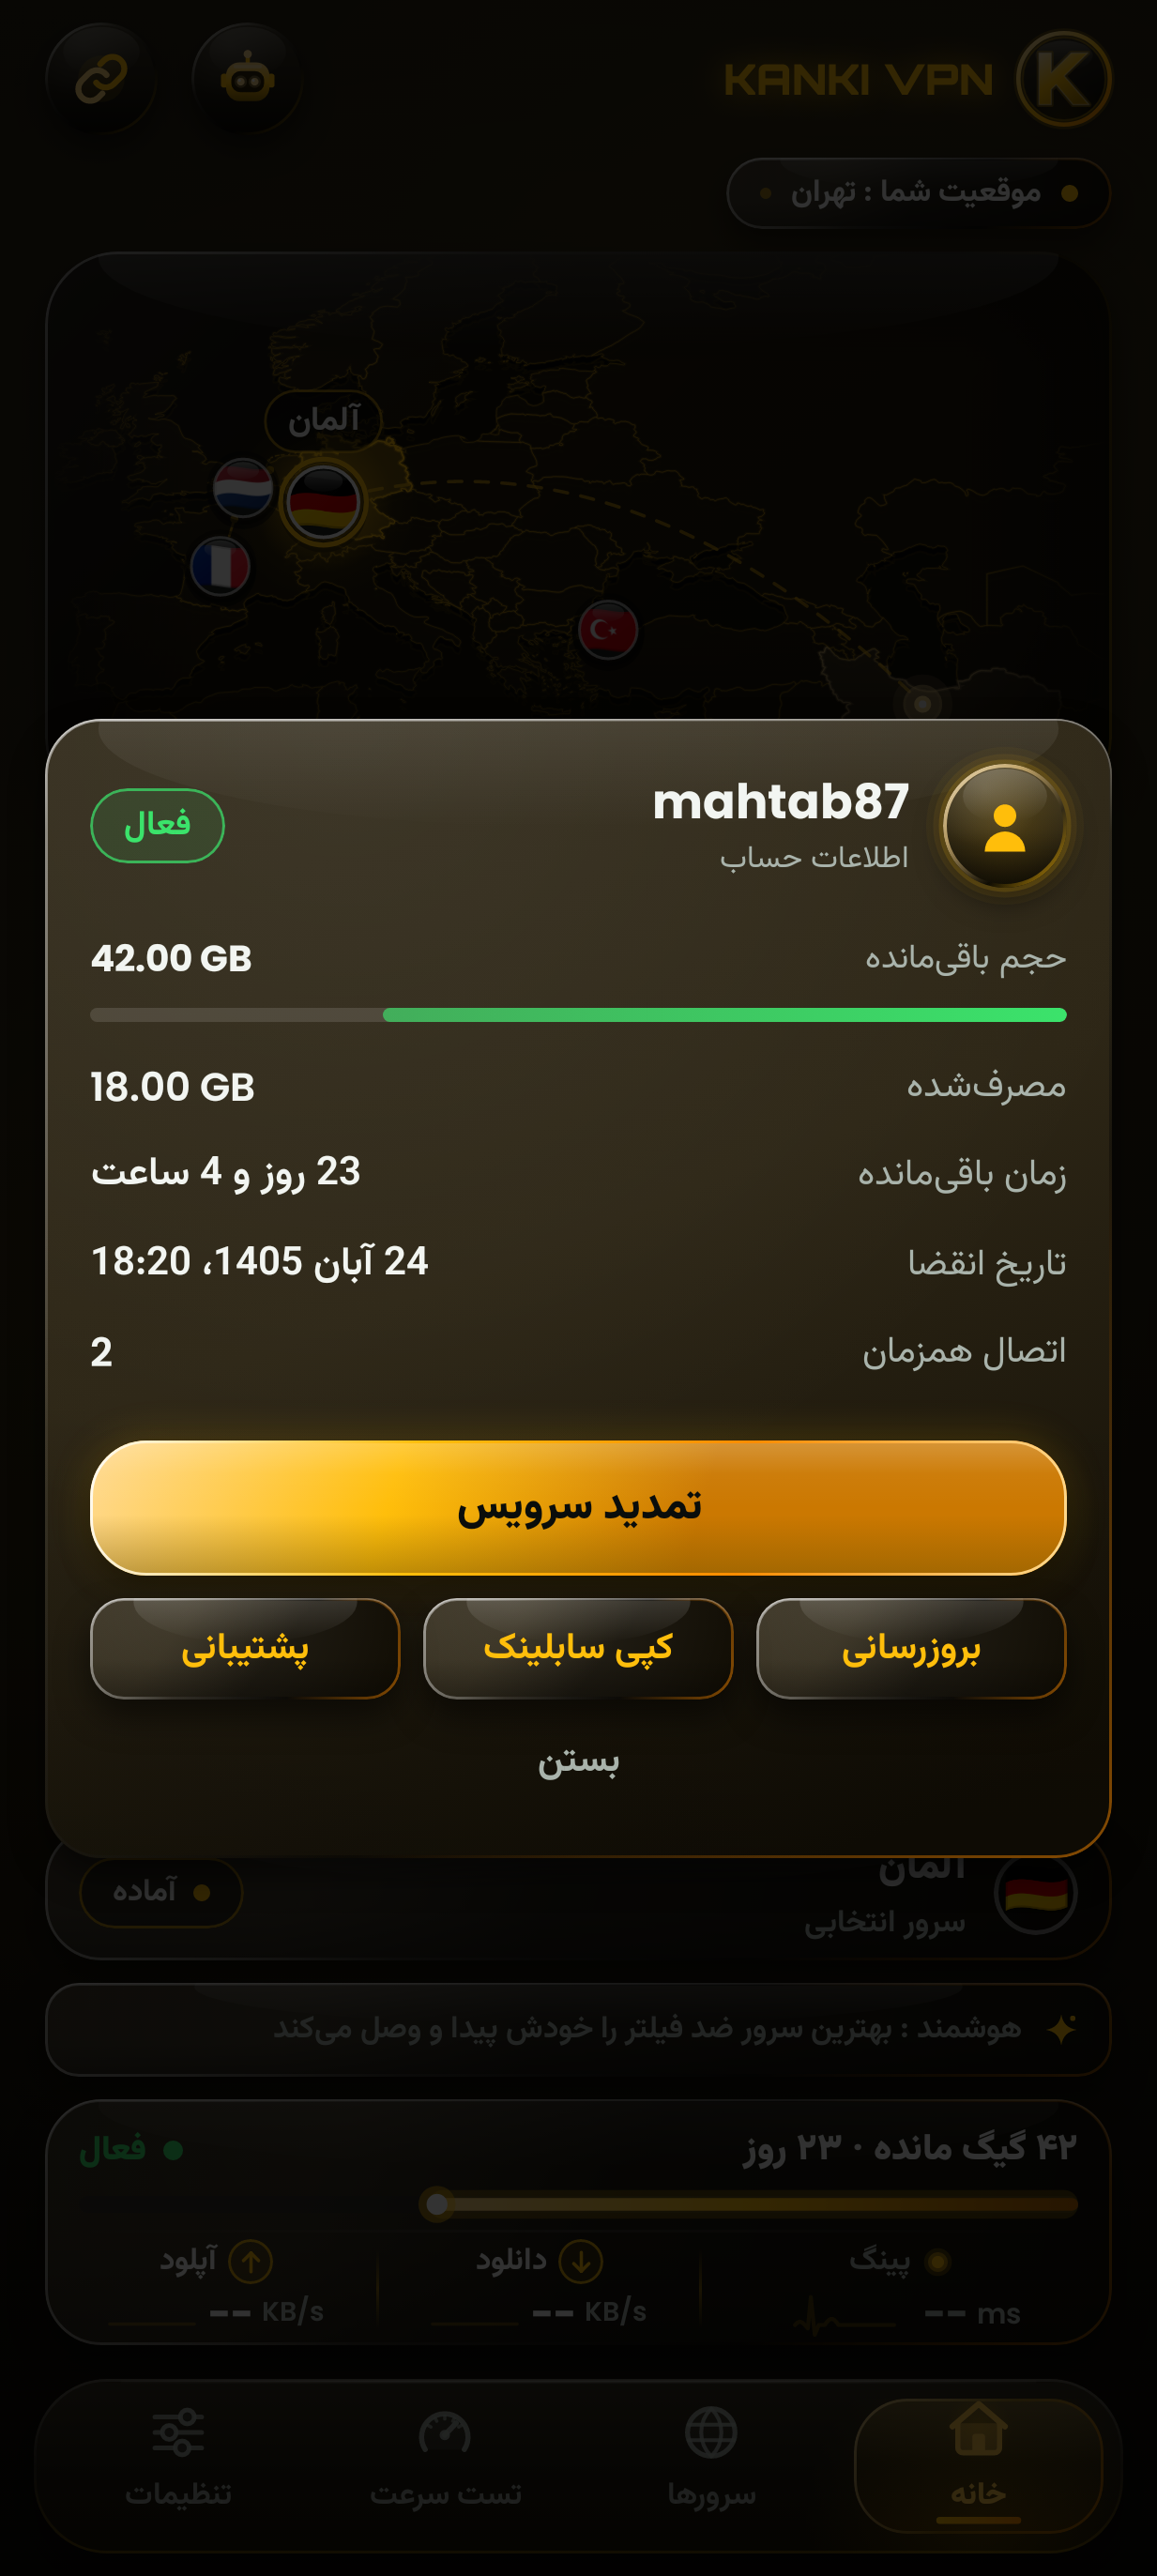 KANKI VPN
موقعیت شما : تهران
آلمان
mahtab87
اطلاعات حساب
فعال
حجم باقی‌مانده 42.00 GB
مصرف‌شده 18.00 GB
زمان باقی‌مانده 23 روز و 4 ساعت
تاریخ انقضا 24 آبان 1405، 18:20
اتصال همزمان 2
تمدید سرویس
بروزرسانی کپی سابلینک پشتیبانی
بستن
آلمان
سرور انتخابی
آماده
هوشمند : بهترین سرور ضد فیلتر را خودش پیدا و وصل می‌کند
۴۲ گیگ مانده · ۲۳ روز فعال
پینگ دانلود آپلود
-- ms -- KB/s -- KB/s
خانه سرورها تست سرعت تنظیمات